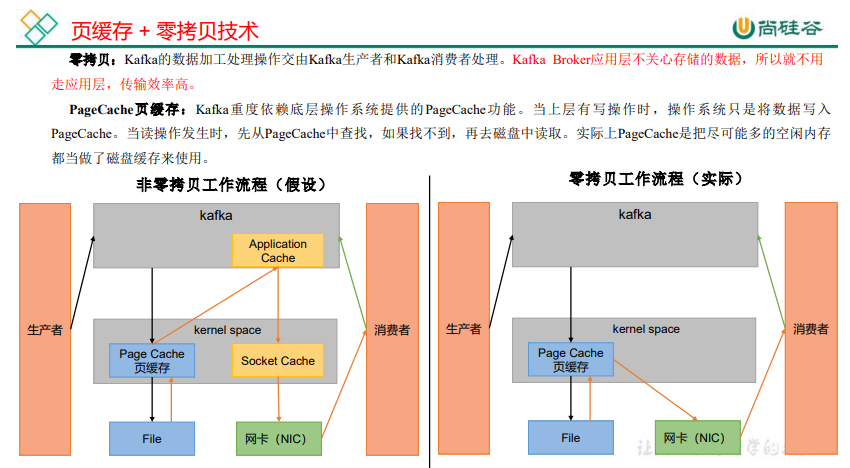 页缓存 + 零拷贝技术
尚硅谷
零拷贝：Kafka的数据加工处理操作交由Kafka生产者和Kafka消费者处理。Kafka Broker应用层不关心存储的数据，所以就不用
走应用层，传输效率高。
PageCache页缓存：Kafka重度依赖底层操作系统提供的PageCache功能。当上层有写操作时，操作系统只是将数据写入
PageCache。当读操作发生时，先从PageCache中查找，如果找不到，再去磁盘中读取。实际上PageCache是把尽可能多的空闲内存
都当做了磁盘缓存来使用。
非零拷贝工作流程（假设）
kafka
Application
Cache
生产者
消费者
kernel space
Page Cache
页缓存
Socket Cache
File
网卡（NIC）
零拷贝工作流程（实际）
kafka
生产者
消费者
kernel space
Page Cache
页缓存
File
网卡（NIC）
让
学的